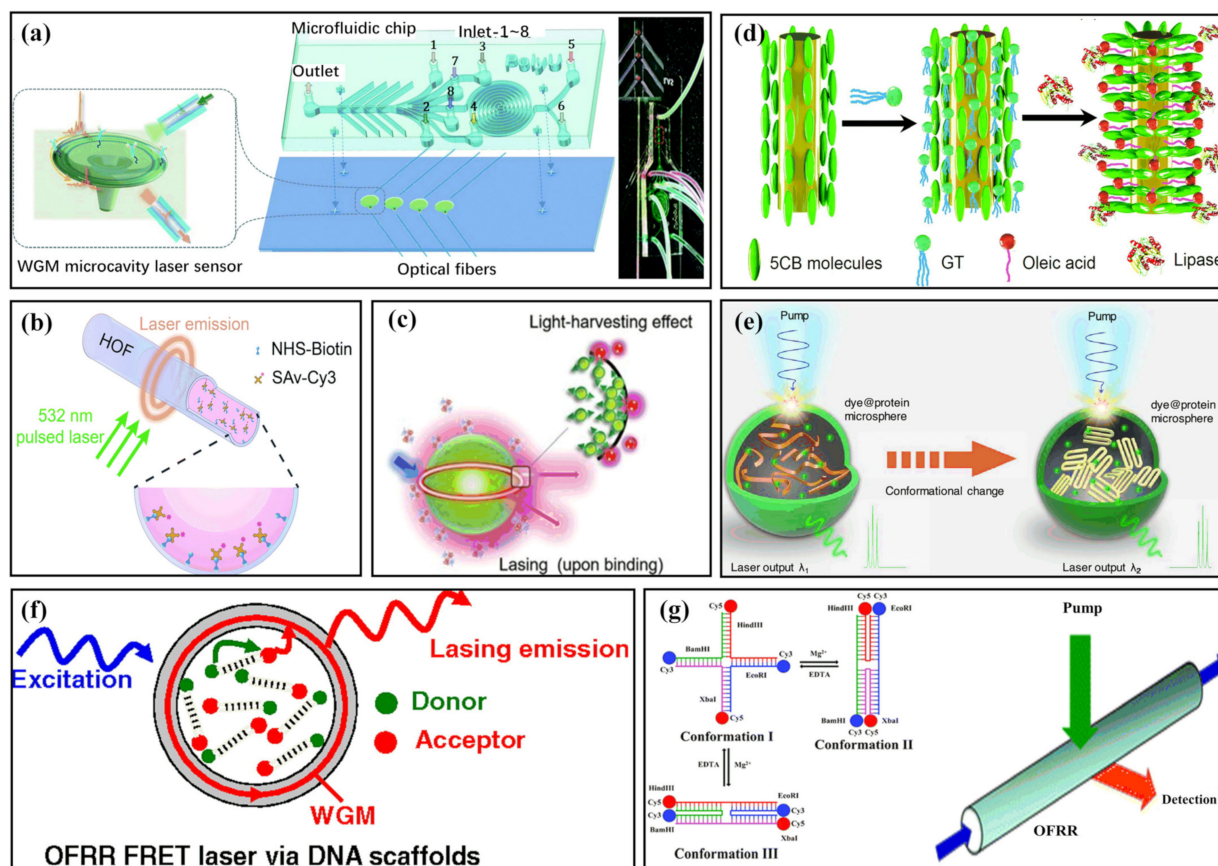 (a)
Microfluidic chip
Inlet-1~8
1
3
5
7
Outlet
8
2
4
6
WGM microcavity laser sensor
Optical fibers
(d)
5CB molecules
GT
Oleic acid
Lipase
(b)
Laser emission
HOF
NHS-Biotin
SAv-Cy3
532 nm
pulsed laser
(c)
Light-harvesting effect
Lasing (upon binding)
(e)
Pump
Pump
dye@protein
microsphere
dye@protein
microsphere
Conformational change
Laser output λ₁
Laser output λ₂
(f)
Excitation
Lasing emission
Donor
Acceptor
WGM
OFRR FRET laser via DNA scaffolds
(g)
Cy5
HindIII
BamHI
Cy3
Cy3
EcoRI
XbaI
Cy5
Conformation I
Mg²⁺
EDTA
Cy5 Cy3
HindIII
EcoRI
BamHI
XbaI
Cy3 Cy5
Conformation II
EDTA
Mg²⁺
HindIII
Cy5
EcoRI
Cy3
Cy3
Cy5
BamHI
XbaI
Conformation III
Pump
Detection
OFRR